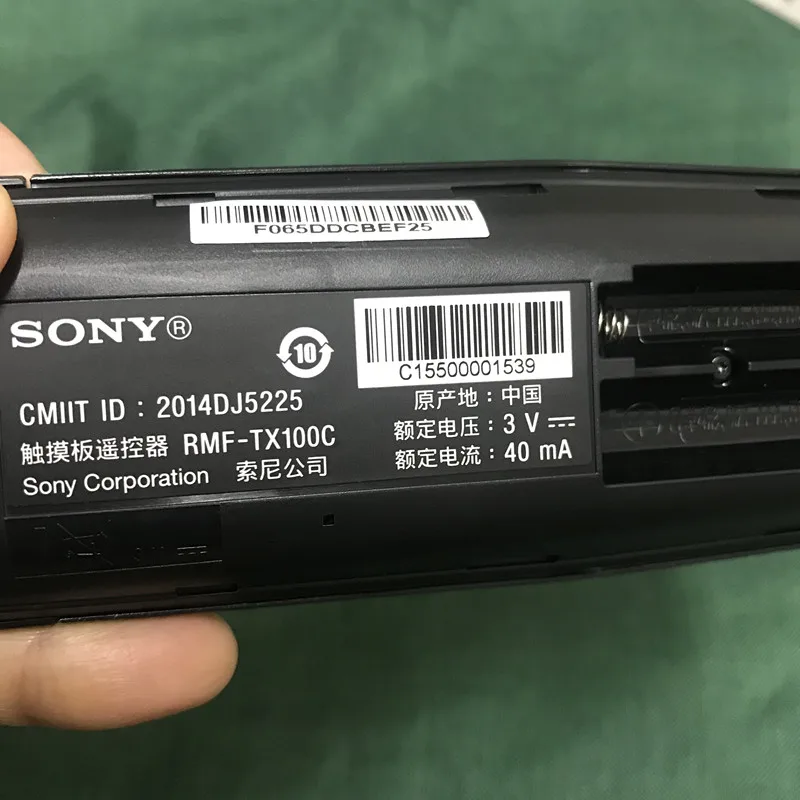 F065DDCBEF25
SONY®
10
C15500001539
CMIIT ID : 2014DJ5225
触摸板遥控器 RMF-TX100C
Sony Corporation 索尼公司
原产地: 中国
额定电压: 3 V
额定电流: 40 mA